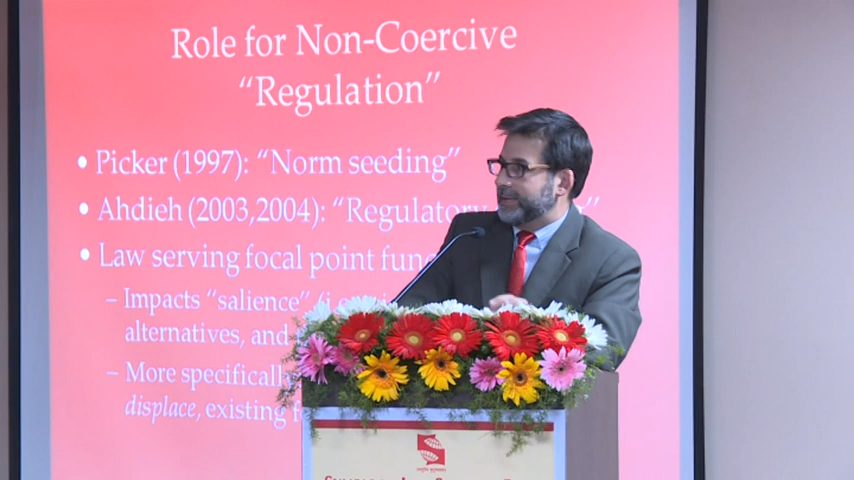 Role for Non-Coercive
“Regulation”
• Picker (1997): “Norm seeding”
• Ahdieh (2003,2004): “Regulatory
• Law serving focal point
– Impacts “salience”
alternatives, and
– More specifically,
displace, existing